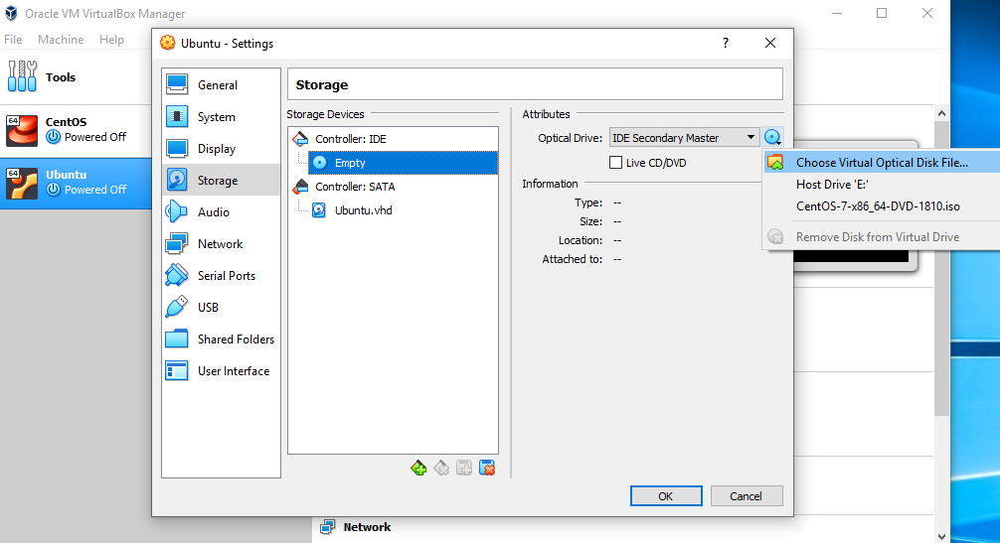 Oracle VM VirtualBox Manager
File Machine Help
Tools
64 CentOS
Powered Off
64 Ubuntu
Powered Off
Ubuntu - Settings ?
General
System
Display
Storage
Audio
Network
Serial Ports
USB
Shared Folders
User Interface
Storage
Storage Devices
Controller: IDE
Empty
Controller: SATA
Ubuntu.vhd
Attributes
Optical Drive: IDE Secondary Master
Live CD/DVD
Information
Type: --
Size: --
Location: --
Attached to: --
Choose Virtual Optical Disk File...
Host Drive 'E:'
CentOS-7-x86_64-DVD-1810.iso
Remove Disk from Virtual Drive
OK Cancel
Network